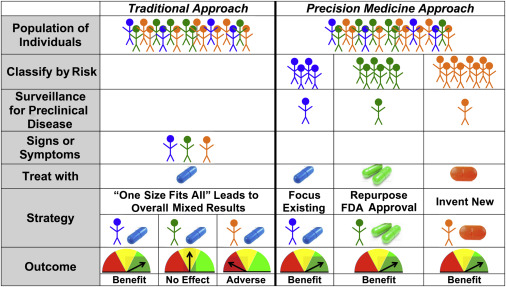 Traditional Approach
Precision Medicine Approach
Population of
Individuals
Classify by Risk
Surveillance
for Preclinical
Disease
Signs or
Symptoms
Treat with
Strategy
“One Size Fits All” Leads to
Overall Mixed Results
Focus
Existing
Repurpose
FDA Approval
Invent New
Outcome
Benefit
No Effect
Adverse
Benefit
Benefit
Benefit